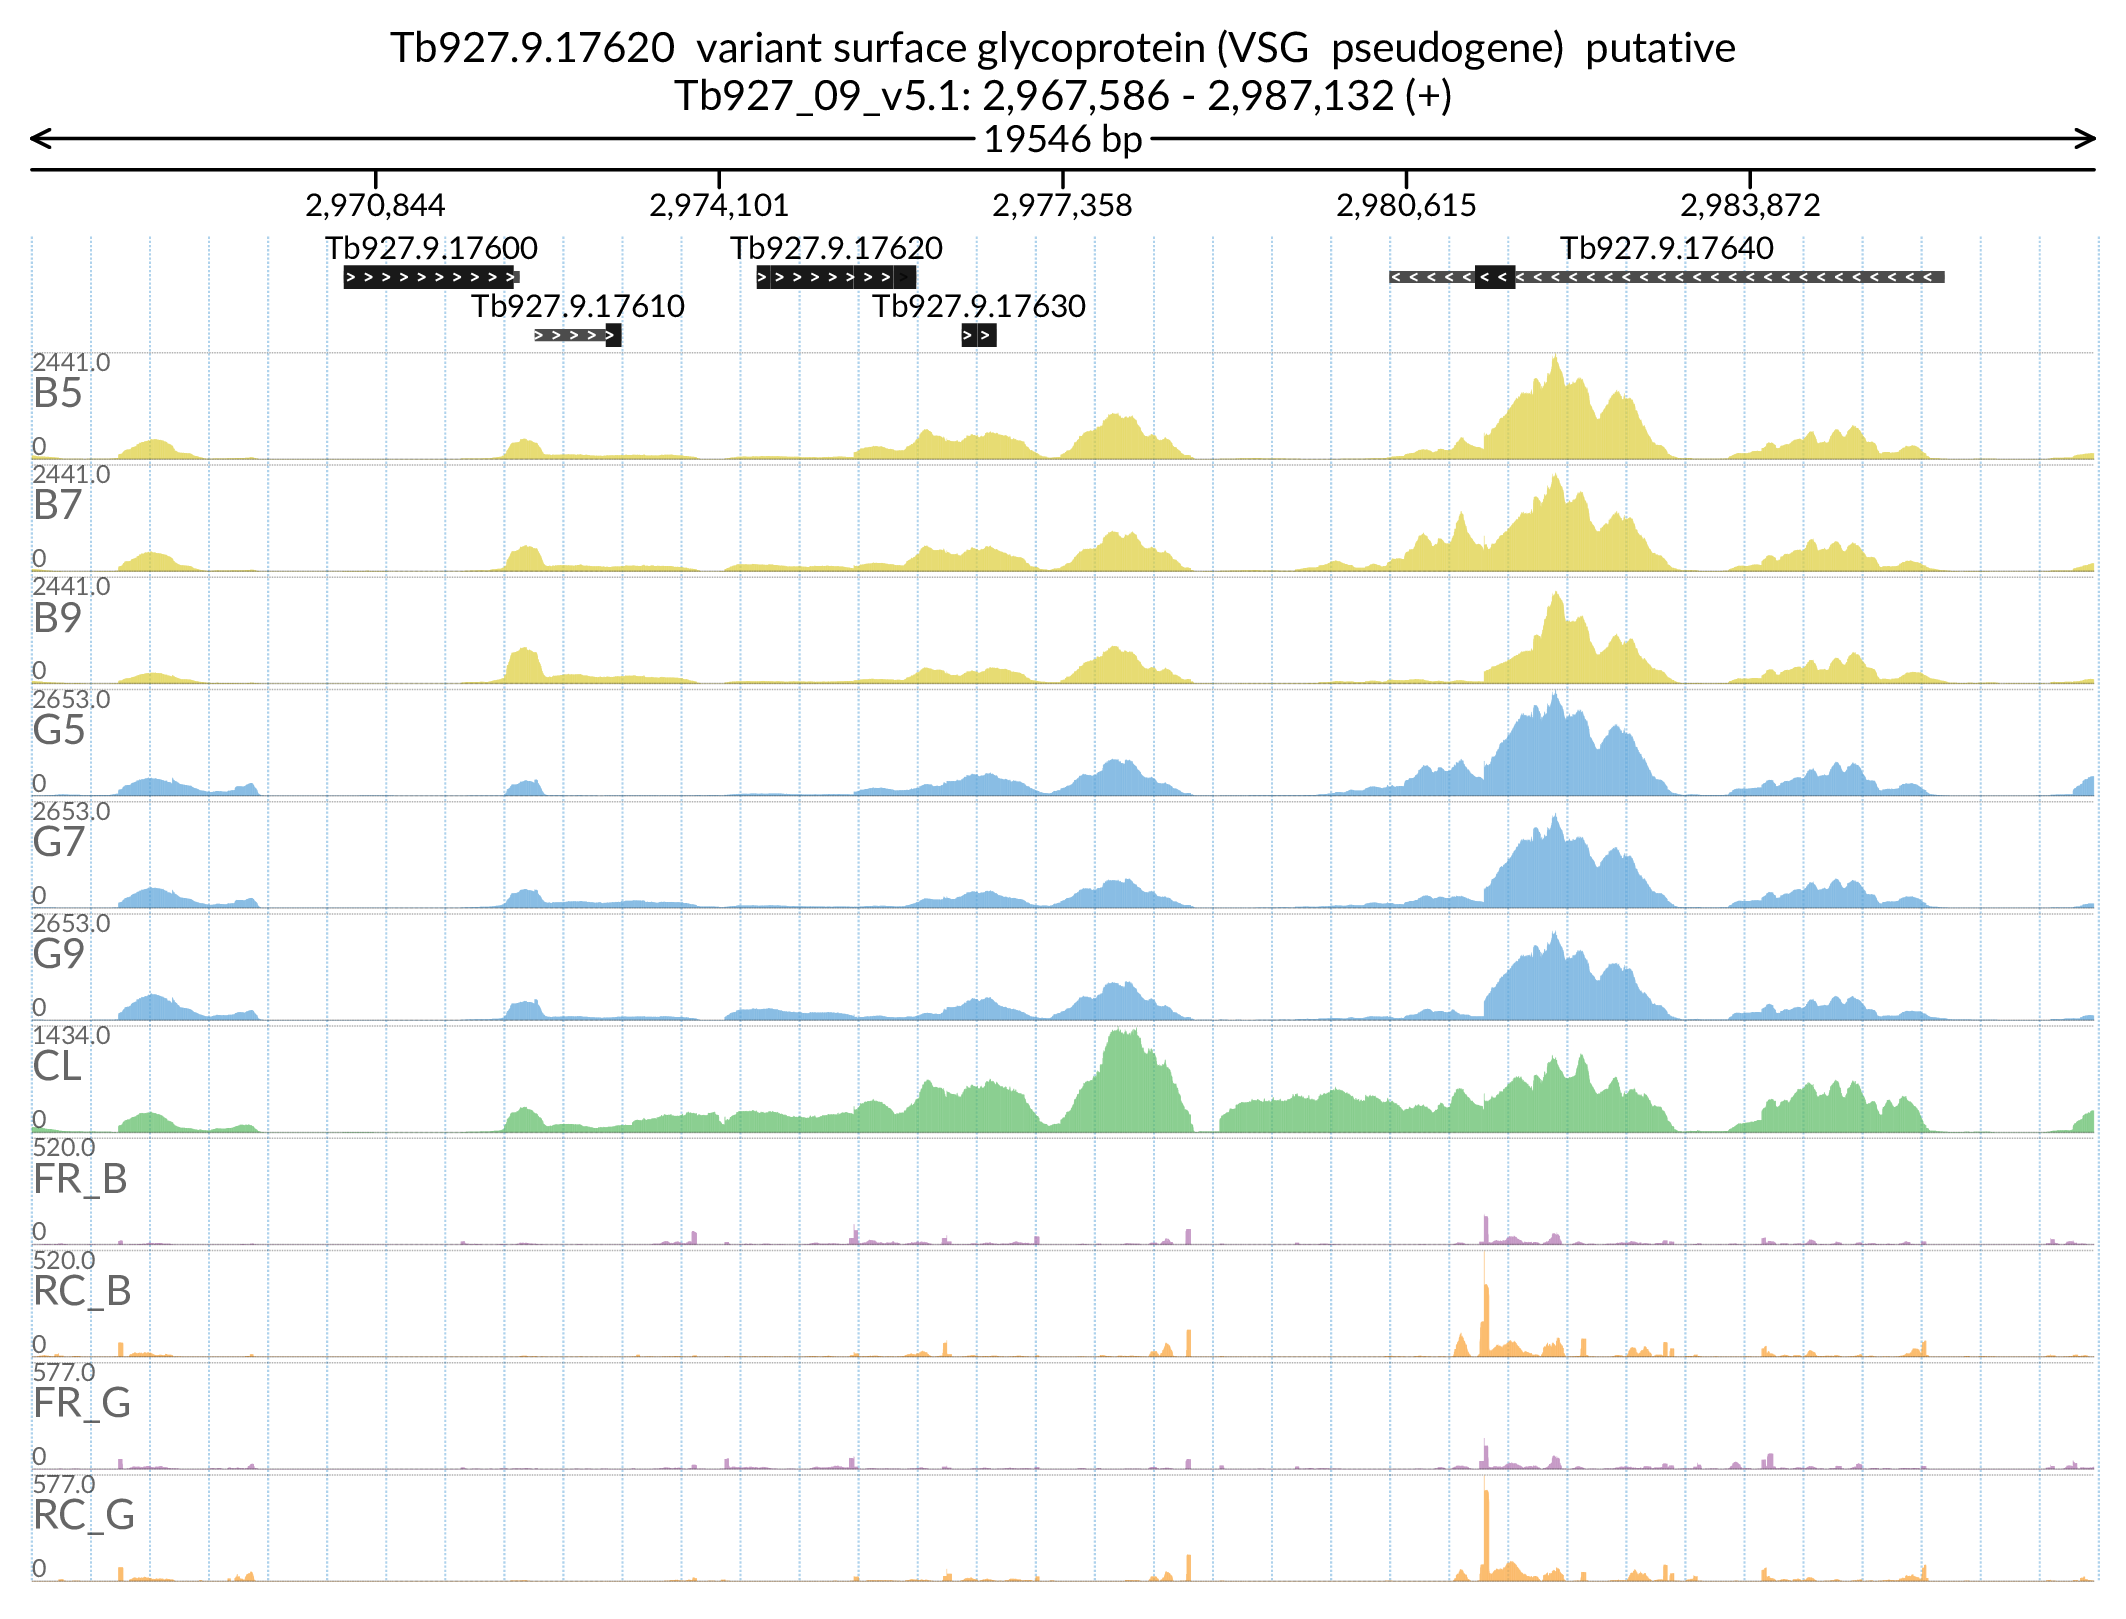 Tb927.9.17620 variant surface glycoprotein (VSG pseudogene) putative
Tb927_09_v5.1: 2,967,586 - 2,987,132 (+)
19546 bp
2,970,844 2,974,101 2,977,358 2,980,615 2,983,872
Tb927.9.17600 Tb927.9.17620 Tb927.9.17640
Tb927.9.17610 Tb927.9.17630
2441.0
B5
0
2441.0
B7
0
2441.0
B9
0
2653.0
G5
0
2653.0
G7
0
2653.0
G9
0
1434.0
CL
0
520.0
FR_B
0
520.0
RC_B
0
577.0
FR_G
0
577.0
RC_G
0